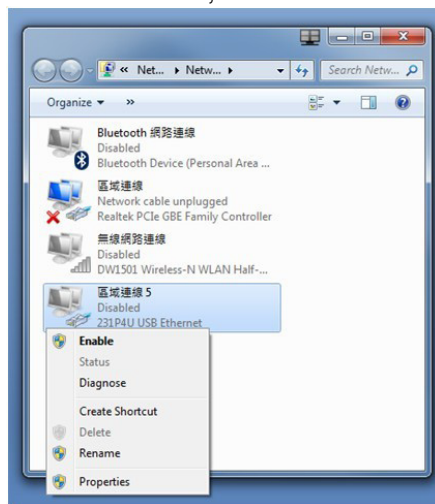 « Net... Netw...
Search Netw...
Organize »
Bluetooth 網路連線
Disabled
Bluetooth Device (Personal Area ...
區域連線
Network cable unplugged
Realtek PCIe GBE Family Controller
無線網路連線
Disabled
DW1501 Wireless-N WLAN Half-...
區域連線 5
Disabled
231P4U USB Ethernet
Enable
Status
Diagnose
Create Shortcut
Delete
Rename
Properties